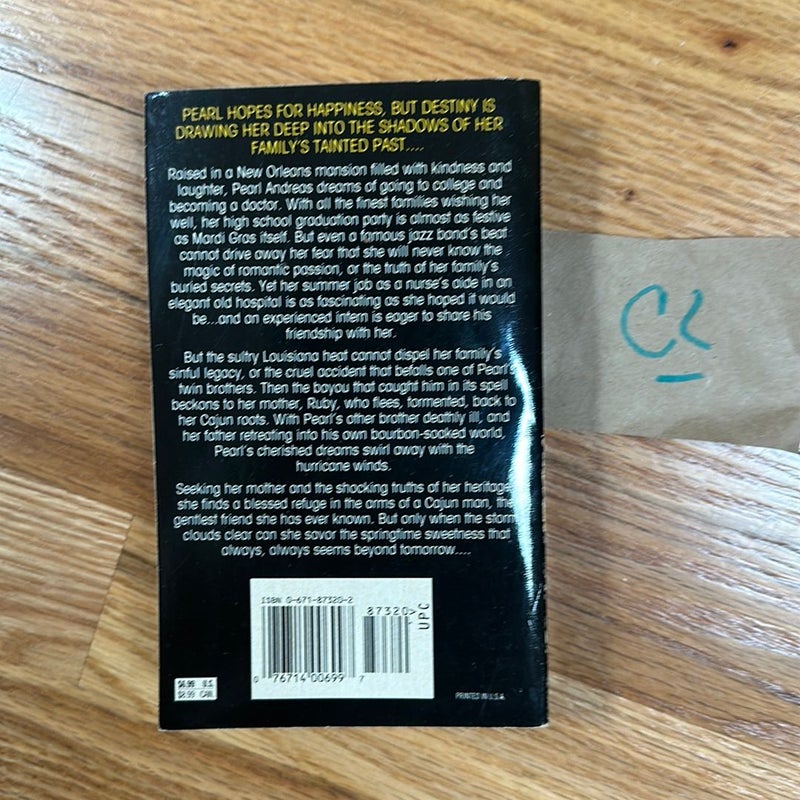 PEARL HOPES FOR HAPPINESS, BUT DESTINY IS
DRAWING HER DEEP INTO THE SHADOWS OF HER
FAMILY'S TAINTED PAST....
Raised in a New Orleans mansion filled with kindness and
laughter, Pearl Andreas dreams of going to college and
becoming a doctor. With all the finest families wishing her
well, her high school graduation party is almost as festive
as Mardi Gras itself. But even a famous jazz band's beat
cannot drive away her fear that she will never know the
magic of romantic passion, or the truth of her family's
buried secrets. Yet her summer job as a nurse's aide in an
elegant old hospital is as fascinating as she hoped it would
be...and an experienced intern is eager to share his
friendship with her.
But the sultry Louisiana heat cannot dispel her family's
sinful legacy, or the cruel accident that befalls one of Pearl's
twin brothers. Then the bayou that caught him in its spell
beckons to her mother, Ruby, who flees, tormented, back to
her Cajun roots. With Pearl's other brother deathly ill, and
her father retreating into his own bourbon-soaked world,
Pearl's cherished dreams swirl away with the
hurricane winds.
Seeking her mother and the shocking truths of her heritage,
she finds a blessed refuge in the arms of a Cajun man, the
gentlest friend she has ever known. But only when the storm
clouds clear can she savor the springtime sweetness that
always, always seems beyond tomorrow....
ISBN 0-671-87320-2
87320>
UPC
0 76714 00699 7
$6.99 U.S.
$8.99 CAN.
PRINTED IN U.S.A.